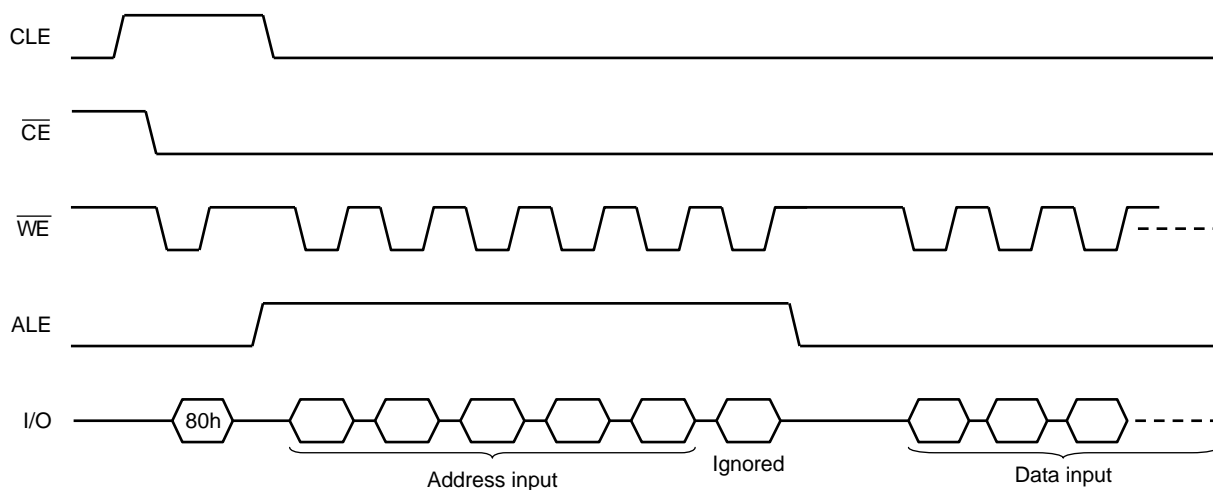 CLE
CE
WE
ALE
I/O
80h
Address input
Ignored
Data input